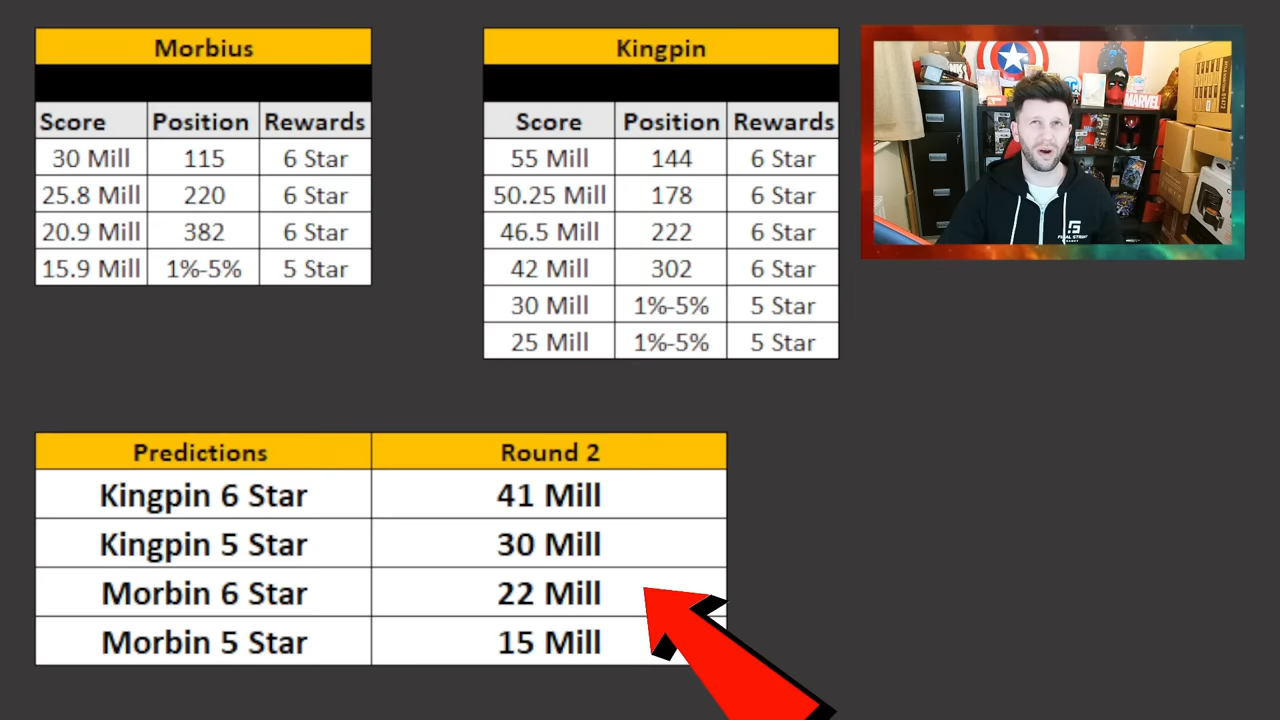 Morbius
Score Position Rewards
30 Mill 115 6 Star
25.8 Mill 220 6 Star
20.9 Mill 382 6 Star
15.9 Mill 1%-5% 5 Star
Kingpin
Score Position Rewards
55 Mill 144 6 Star
50.25 Mill 178 6 Star
46.5 Mill 222 6 Star
42 Mill 302 6 Star
30 Mill 1%-5% 5 Star
25 Mill 1%-5% 5 Star
MARVEL
Predictions Round 2
Kingpin 6 Star 41 Mill
Kingpin 5 Star 30 Mill
Morbin 6 Star 22 Mill
Morbin 5 Star 15 Mill